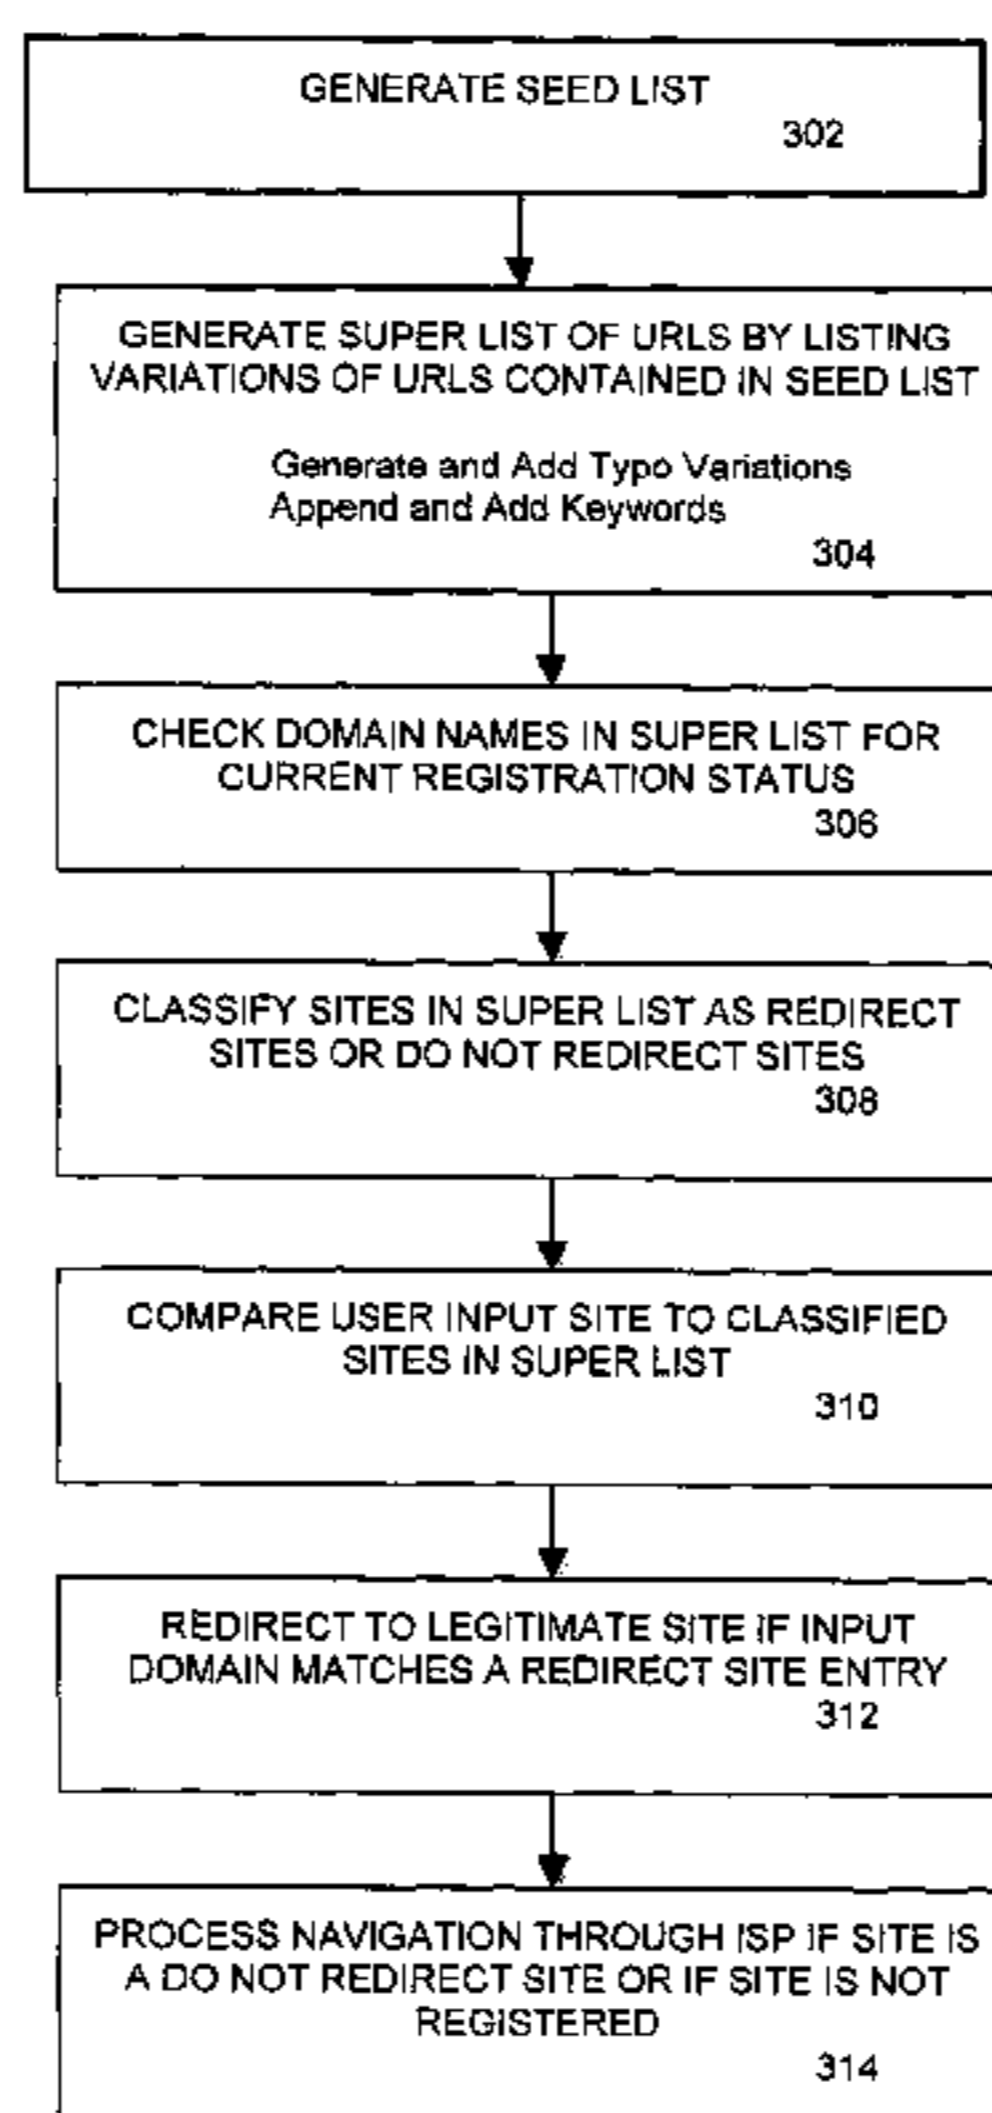 GENERATE SEED LIST
302
GENERATE SUPER LIST OF URLS BY LISTING
VARIATIONS OF URLS CONTAINED IN SEED LIST
Generate and Add Typo Variations
Append and Add Keywords
304
CHECK DOMAIN NAMES IN SUPER LIST FOR
CURRENT REGISTRATION STATUS
306
CLASSIFY SITES IN SUPER LIST AS REDIRECT
SITES OR DO NOT REDIRECT SITES
308
COMPARE USER INPUT SITE TO CLASSIFIED
SITES IN SUPER LIST
310
REDIRECT TO LEGITIMATE SITE IF INPUT
DOMAIN MATCHES A REDIRECT SITE ENTRY
312
PROCESS NAVIGATION THROUGH ISP IF SITE IS
A DO NOT REDIRECT SITE OR IF SITE IS NOT
REGISTERED
314